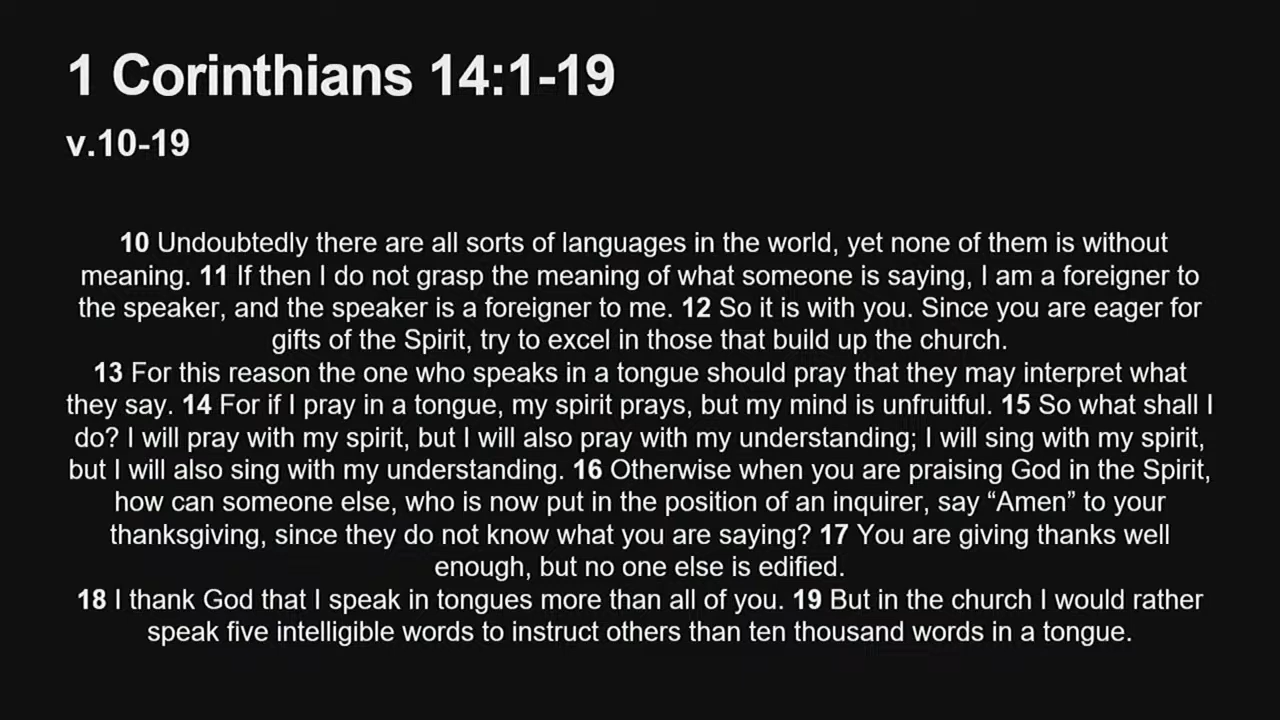 1 Corinthians 14:1-19
v.10-19
10 Undoubtedly there are all sorts of languages in the world, yet none of them is without
meaning. 11 If then I do not grasp the meaning of what someone is saying, I am a foreigner to
the speaker, and the speaker is a foreigner to me. 12 So it is with you. Since you are eager for
gifts of the Spirit, try to excel in those that build up the church.
13 For this reason the one who speaks in a tongue should pray that they may interpret what
they say. 14 For if I pray in a tongue, my spirit prays, but my mind is unfruitful. 15 So what shall I
do? I will pray with my spirit, but I will also pray with my understanding; I will sing with my spirit,
but I will also sing with my understanding. 16 Otherwise when you are praising God in the Spirit,
how can someone else, who is now put in the position of an inquirer, say “Amen” to your
thanksgiving, since they do not know what you are saying? 17 You are giving thanks well
enough, but no one else is edified.
18 I thank God that I speak in tongues more than all of you. 19 But in the church I would rather
speak five intelligible words to instruct others than ten thousand words in a tongue.